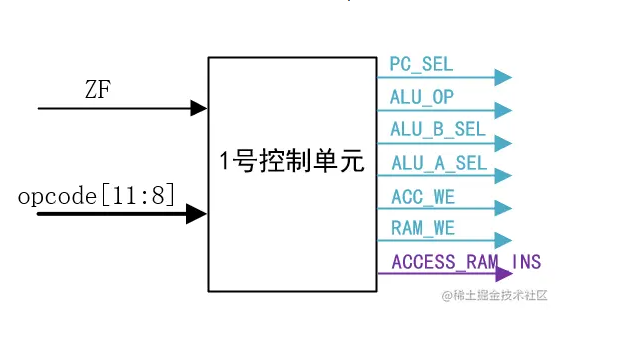 ZF
opcode[11:8]
1号控制单元
PC_SEL
ALU_OP
ALU_B_SEL
ALU_A_SEL
ACC_WE
RAM_WE
ACCESS_RAM_INS
@稀土掘金技术社区